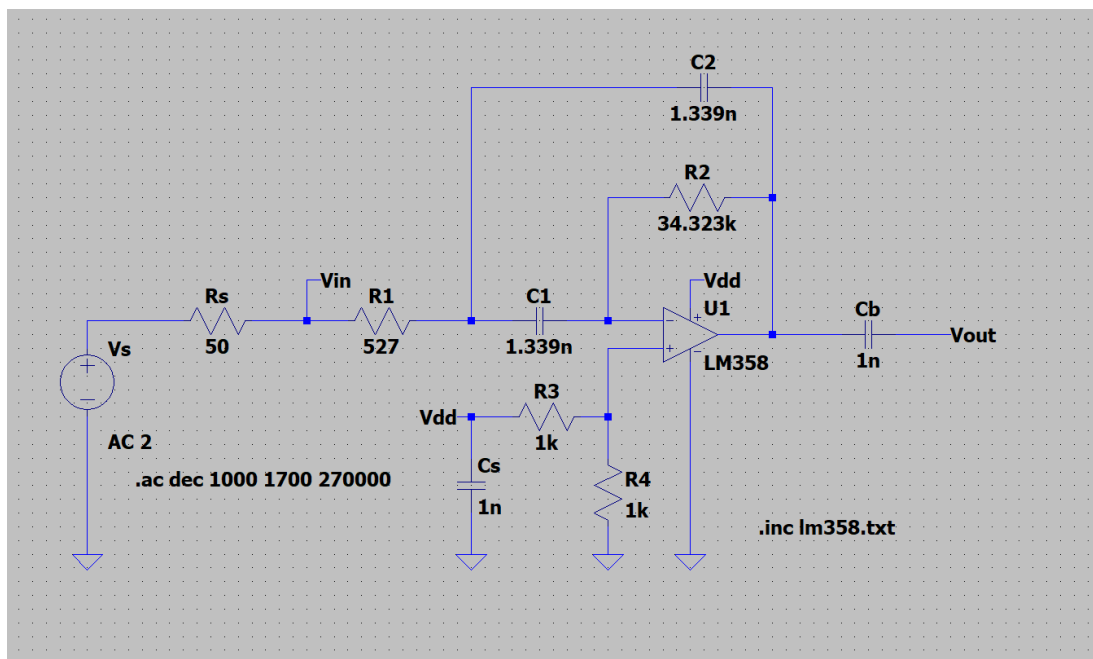 C2
1.339n
R2
34.323k
Vin
Vdd
Rs
R1
C1
U1
Cb
50
527
1.339n
Vout
1n
LM358
Vs
R3
Vdd
1k
AC 2
Cs
R4
.ac dec 1000 1700 270000
1n
1k
.inc lm358.txt